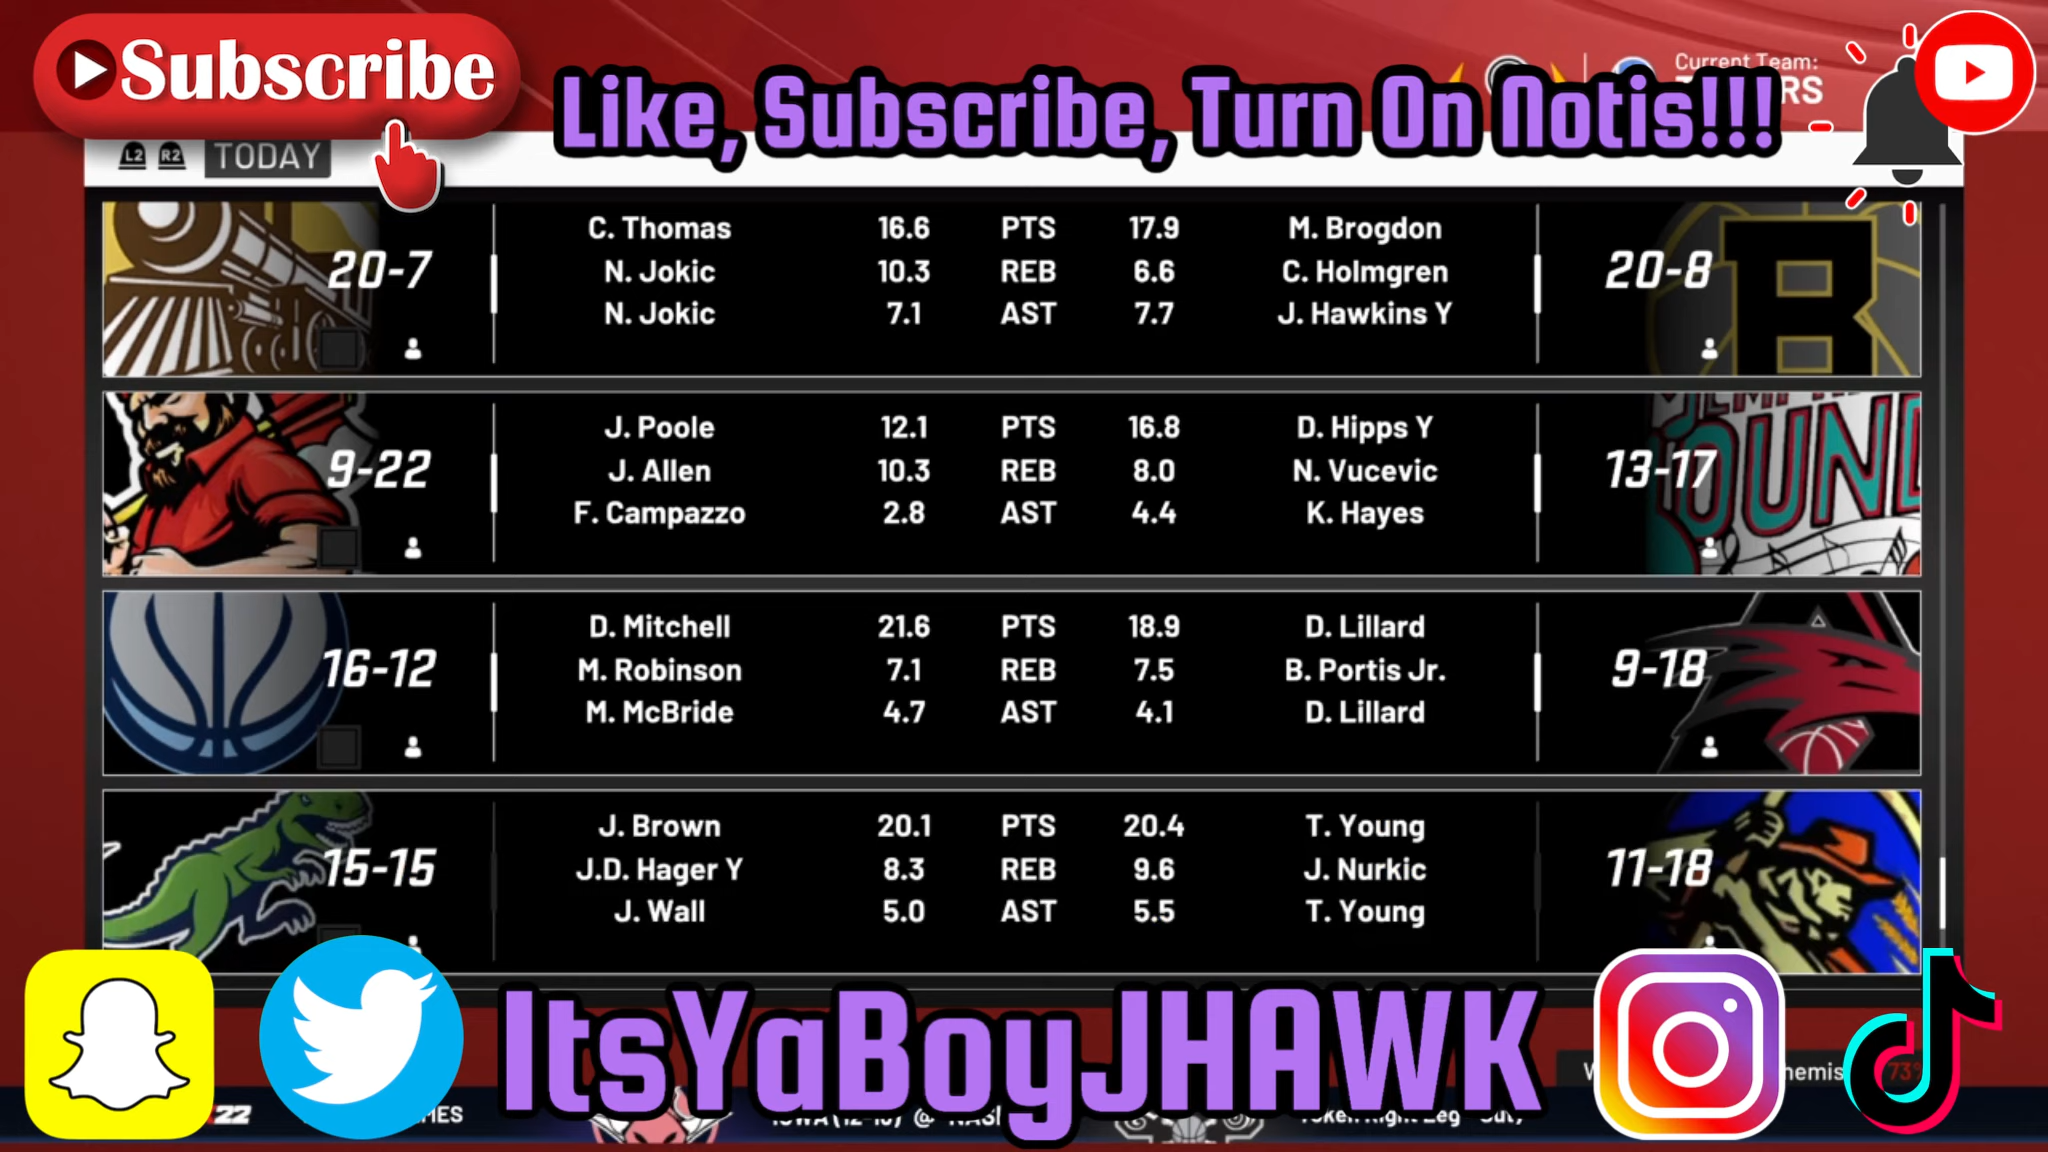 Subscribe
Like, Subscribe, Turn On Notis!!!
Current Team:
L2 R2 TODAY
20-7
C. Thomas 16.6 PTS 17.9 M. Brogdon
N. Jokic 10.3 REB 6.6 C. Holmgren
N. Jokic 7.1 AST 7.7 J. Hawkins Y
20-8
B
9-22
J. Poole 12.1 PTS 16.8 D. Hipps Y
J. Allen 10.3 REB 8.0 N. Vucevic
F. Campazzo 2.8 AST 4.4 K. Hayes
13-17
16-12
D. Mitchell 21.6 PTS 18.9 D. Lillard
M. Robinson 7.1 REB 7.5 B. Portis Jr.
M. McBride 4.7 AST 4.1 D. Lillard
9-18
15-15
J. Brown 20.1 PTS 20.4 T. Young
J.D. Hager Y 8.3 REB 9.6 J. Nurkic
J. Wall 5.0 AST 5.5 T. Young
11-18
ItsYaBoyJHAWK
22